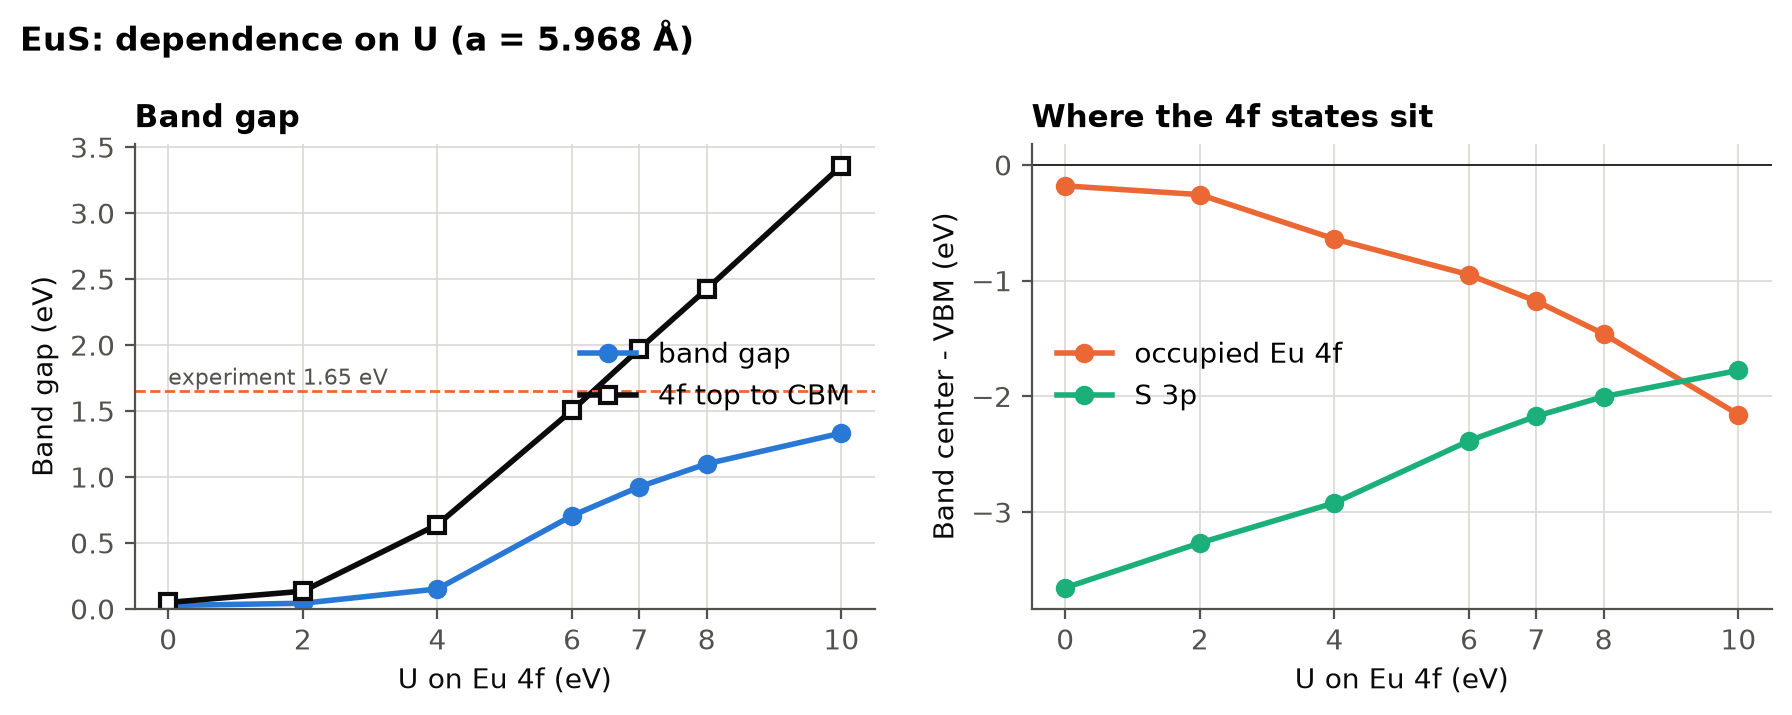 EuS: dependence on U (a = 5.968 Å)
Band gap
Band gap (eV)
3.5
3.0
2.5
2.0
1.5
1.0
0.5
0.0
experiment 1.65 eV
band gap
4f top to CBM
0 2 4 6 7 8 10
U on Eu 4f (eV)
Where the 4f states sit
Band center - VBM (eV)
0
−1
−2
−3
occupied Eu 4f
S 3p
0 2 4 6 7 8 10
U on Eu 4f (eV)